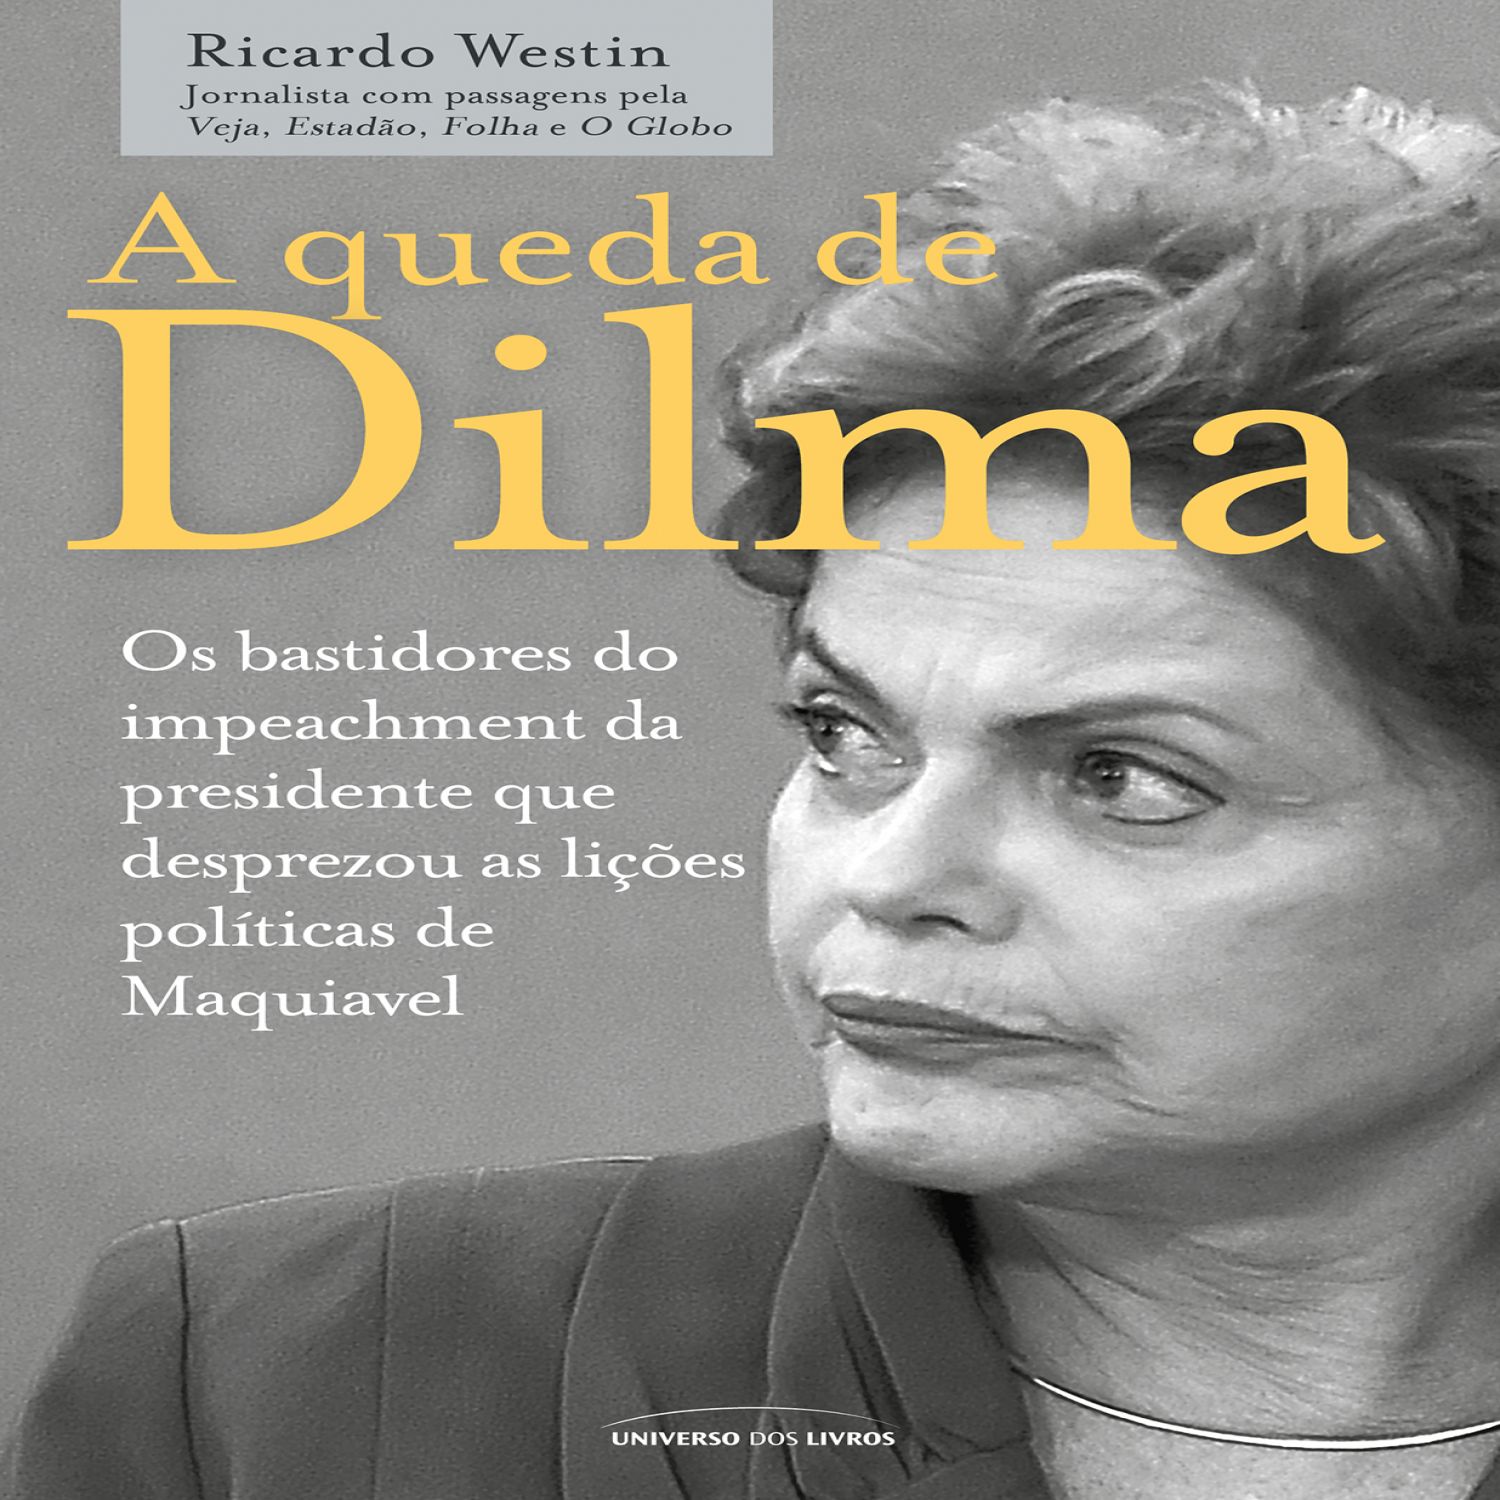 Ricardo Westin
Jornalista com passagens pela
Veja, Estadão, Folha e O Globo
A queda de
Dilma
Os bastidores do
impeachment da
presidente que
desprezou as lições
políticas de
Maquiavel
UNIVERSO DOS LIVROS